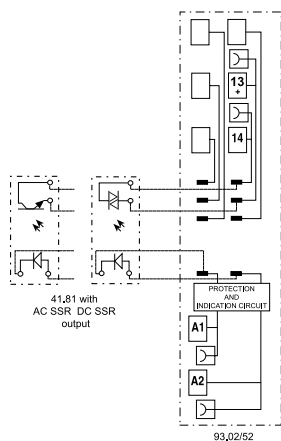 13
+
14
PROTECTION
AND
INDICATION CIRCUIT
A1
A2
41.81 with
AC SSR DC SSR
output
93.02/52